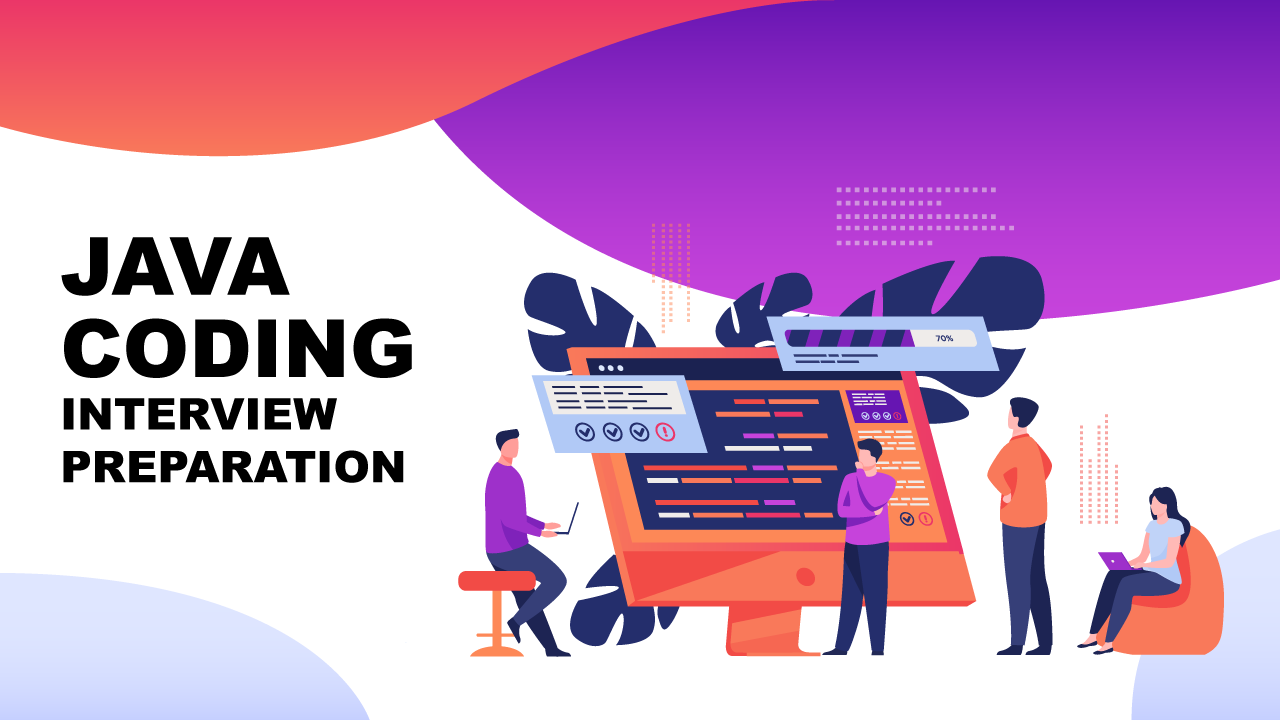 JAVA
CODING
INTERVIEW
PREPARATION
70%